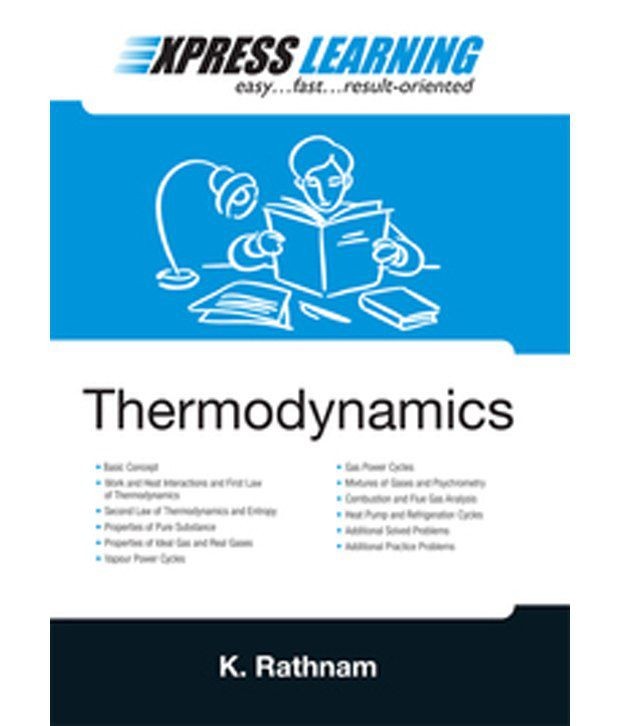 EXPRESS LEARNING
easy...fast...result-oriented
Thermodynamics
Basic Concept
Work and Heat Interactions and First Law
of Thermodynamics
Second Law of Thermodynamics and Entropy
Properties of Pure Substance
Properties of Ideal Gas and Real Gases
Vapour Power Cycles
Gas Power Cycles
Mixtures of Gases and Psychrometry
Combustion and Flue Gas Analysis
Heat Pump and Refrigeration Cycles
Additional Solved Problems
Additional Practice Problems
K. Rathnam